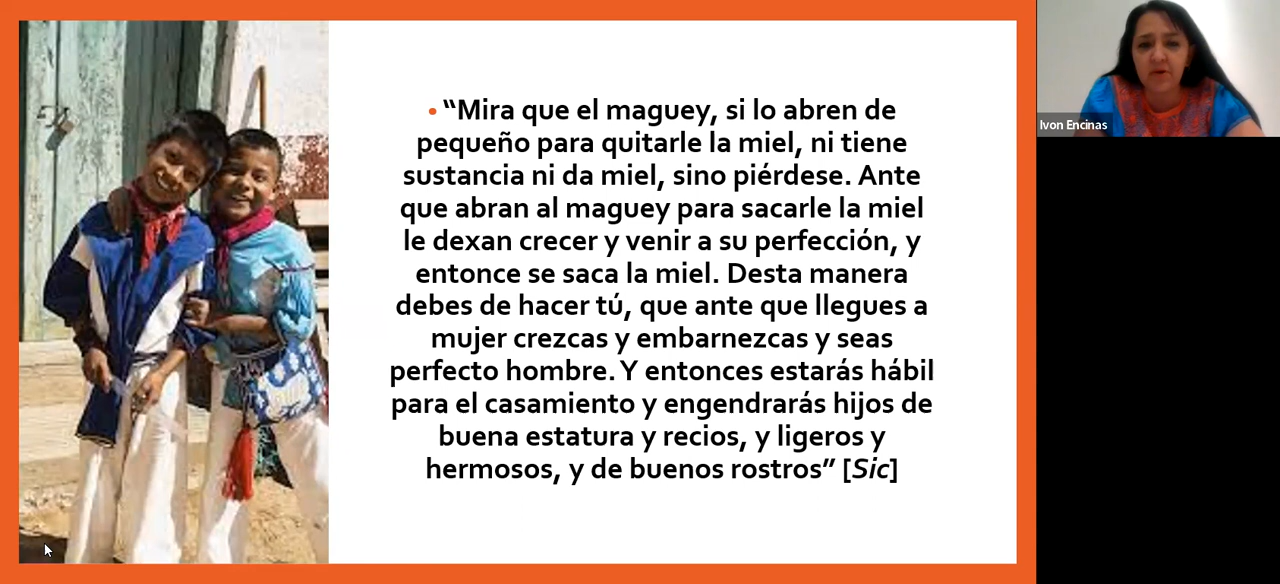 • “Mira que el maguey, si lo abren de
pequeño para quitarle la miel, ni tiene
sustancia ni da miel, sino piérdese. Ante
que abran al maguey para sacarle la miel
le dexan crecer y venir a su perfección, y
entonce se saca la miel. Desta manera
debes de hacer tú, que ante que llegues a
mujer crezcas y embarnezcas y seas
perfecto hombre. Y entonces estarás hábil
para el casamiento y engendrarás hijos de
buena estatura y recios, y ligeros y
hermosos, y de buenos rostros” [Sic]
Ivon Encinas